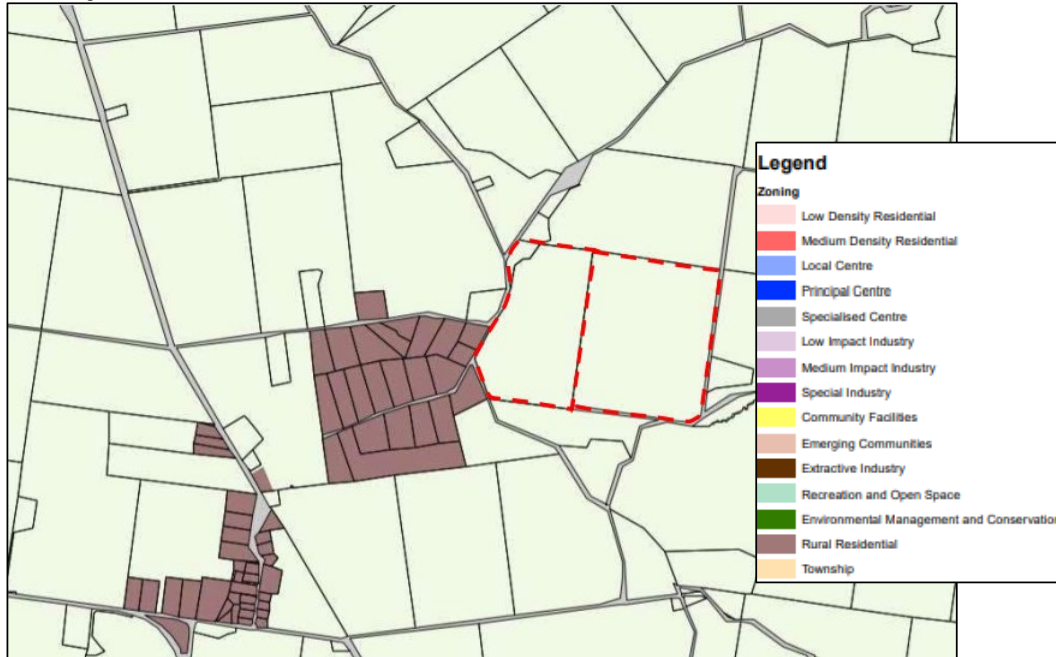 Legend
Zoning
Low Density Residential
Medium Density Residential
Local Centre
Principal Centre
Specialised Centre
Low Impact Industry
Medium Impact Industry
Special Industry
Community Facilities
Emerging Communities
Extractive Industry
Recreation and Open Space
Environmental Management and Conservation
Rural Residential
Township